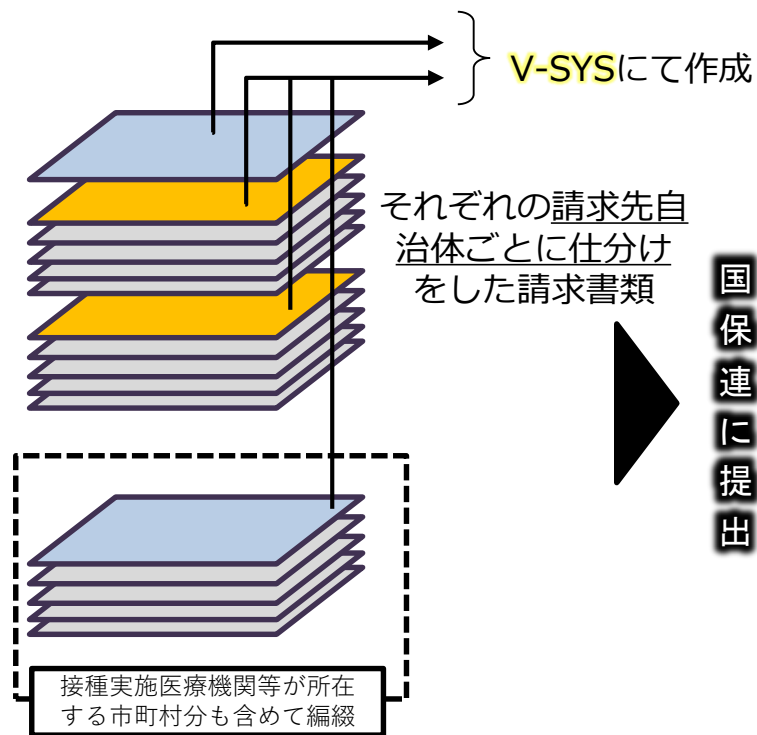 V-SYSにて作成
それぞれの請求先自
治体ごとに仕分け
をした請求書類
国保連に提出
接種実施医療機関等が所在
する市町村分も含めて編綴